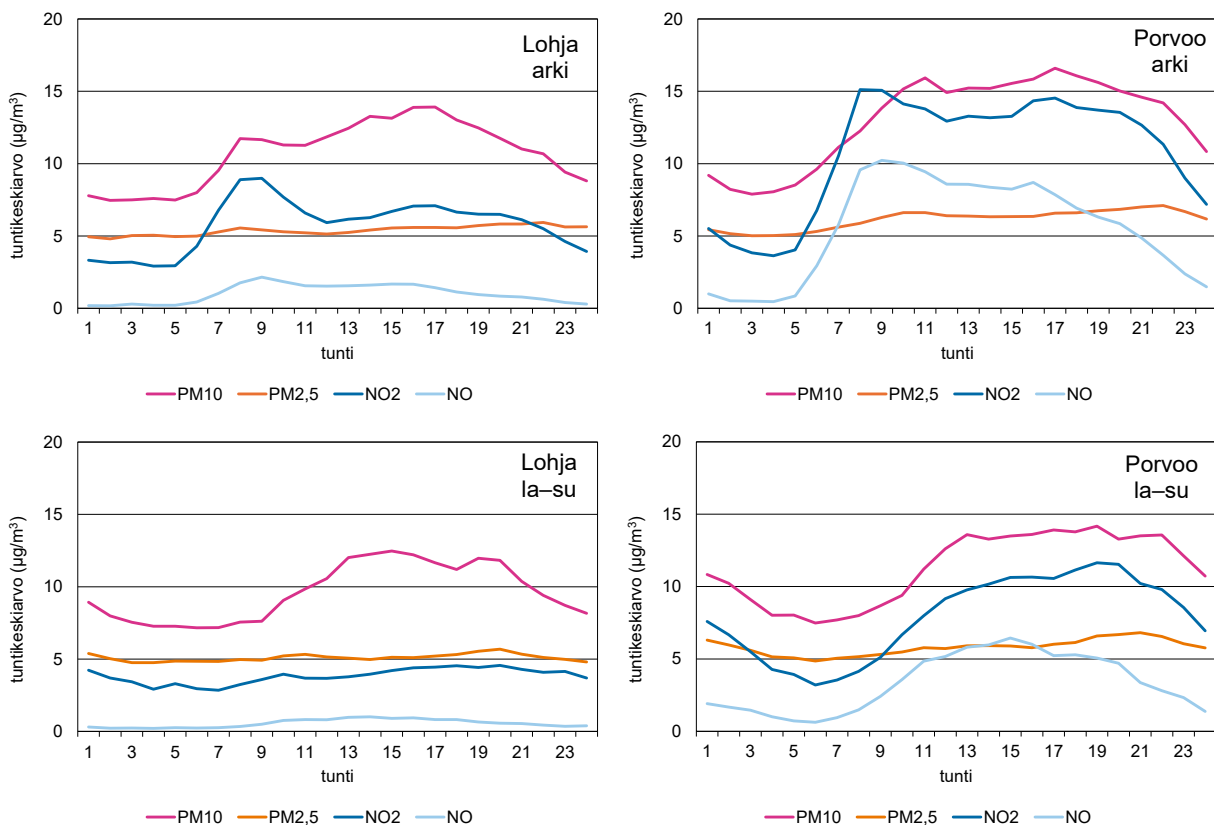 Lohja
arki
tuntikeskiarvo (µg/m³)
20
15
10
5
0
1 3 5 7 9 11 13 15 17 19 21 23
tunti
PM10 PM2,5 NO2 NO
Porvoo
arki
tuntikeskiarvo (µg/m³)
20
15
10
5
0
1 3 5 7 9 11 13 15 17 19 21 23
tunti
PM10 PM2,5 NO2 NO
Lohja
la–su
tuntikeskiarvo (µg/m³)
20
15
10
5
0
1 3 5 7 9 11 13 15 17 19 21 23
tunti
PM10 PM2,5 NO2 NO
Porvoo
la–su
tuntikeskiarvo (µg/m³)
20
15
10
5
0
1 3 5 7 9 11 13 15 17 19 21 23
tunti
PM10 PM2,5 NO2 NO